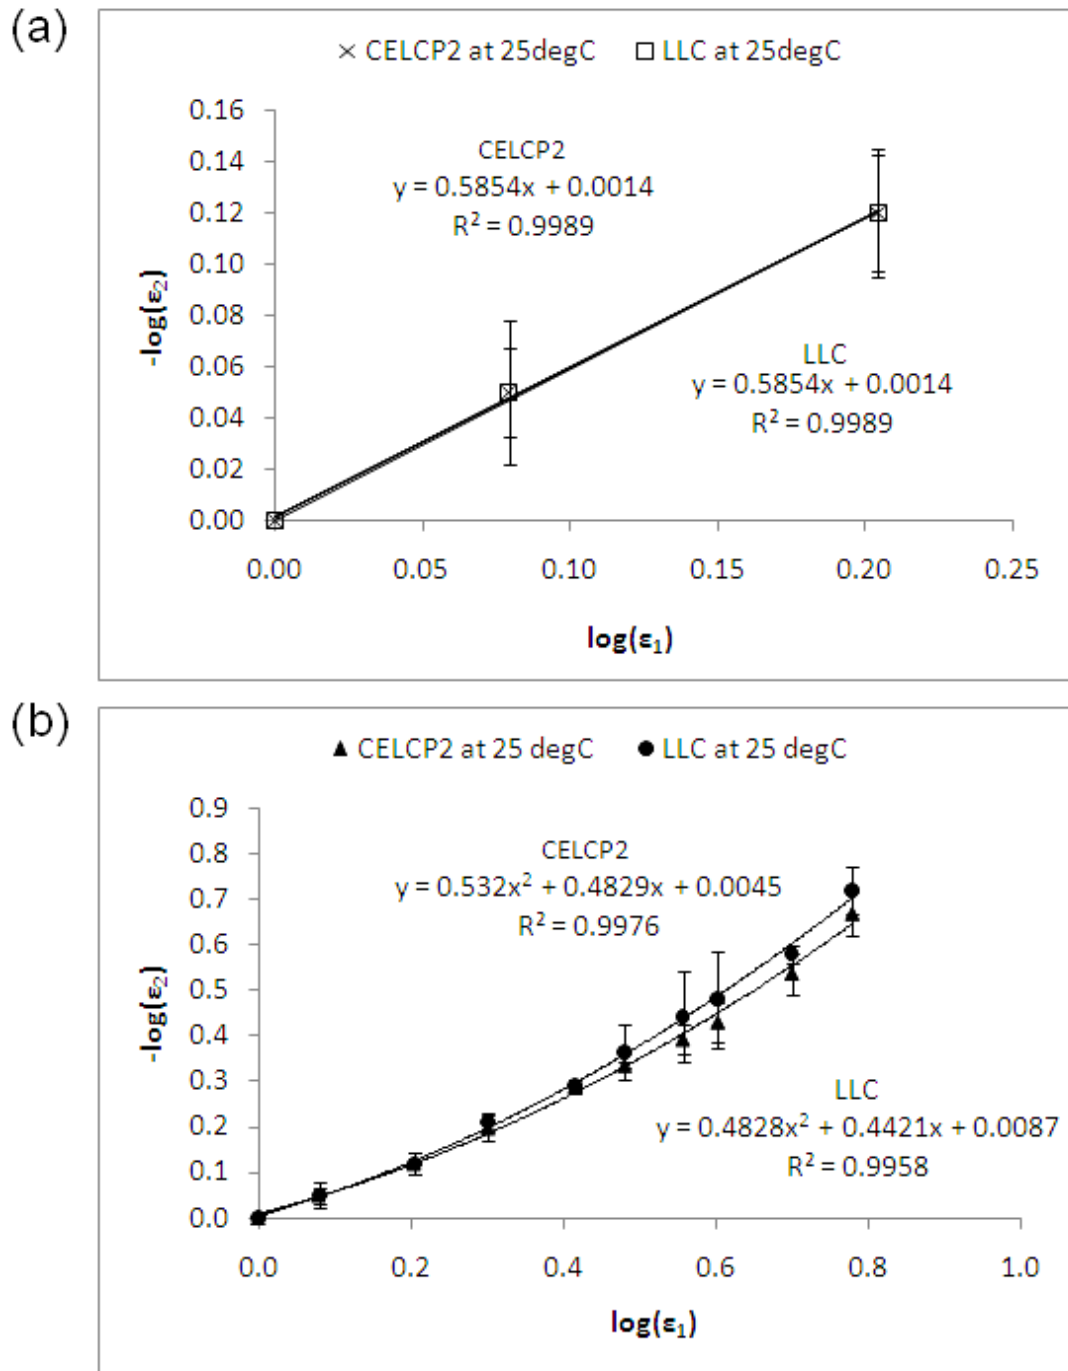 (a)
× CELCP2 at 25degC □ LLC at 25degC
0.16
0.14
0.12
0.10
0.08
0.06
0.04
0.02
0.00
-log(ε₂)
CELCP2
y = 0.5854x + 0.0014
R² = 0.9989
LLC
y = 0.5854x + 0.0014
R² = 0.9989
0.00 0.05 0.10 0.15 0.20 0.25
log(ε₁)
(b)
▲ CELCP2 at 25 degC ● LLC at 25 degC
0.9
0.8
0.7
0.6
0.5
0.4
0.3
0.2
0.1
0.0
-log(ε₂)
CELCP2
y = 0.532x² + 0.4829x + 0.0045
R² = 0.9976
LLC
y = 0.4828x² + 0.4421x + 0.0087
R² = 0.9958
0.0 0.2 0.4 0.6 0.8 1.0
log(ε₁)